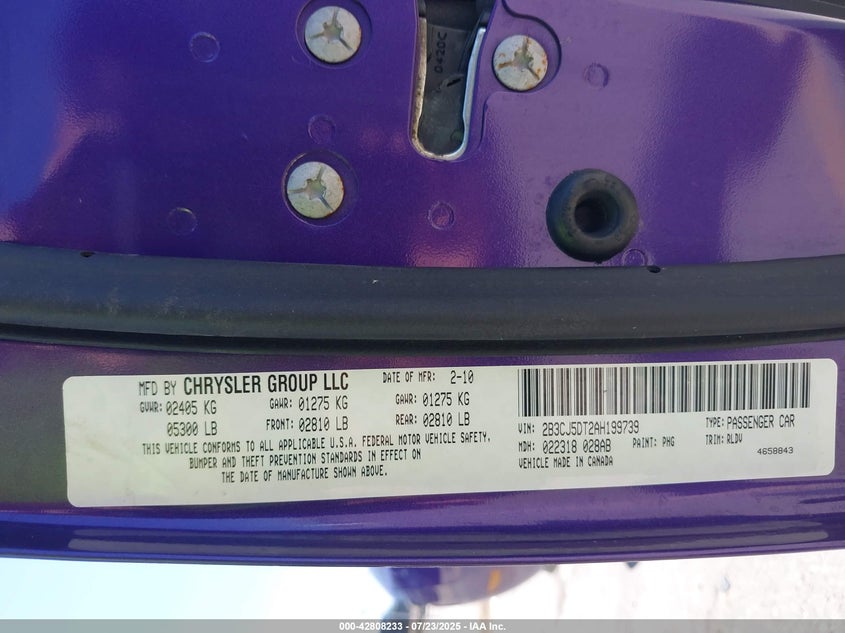 0420C
MFD BY CHRYSLER GROUP LLC
DATE OF MFR: 2-10
GVWR: 02405 KG
GAWR: 01275 KG
GAWR: 01275 KG
05300 LB
FRONT: 02810 LB
REAR: 02810 LB
THIS VEHICLE CONFORMS TO ALL APPLICABLE U.S.A. FEDERAL MOTOR VEHICLE SAFETY,
BUMPER AND THEFT PREVENTION STANDARDS IN EFFECT ON
THE DATE OF MANUFACTURE SHOWN ABOVE.
VIN: 2B3CJ5DT2AH199739
TYPE: PASSENGER CAR
MDH: 022318 028AB
PAINT: PHG
TRIM: RLDV
VEHICLE MADE IN CANADA
4658843
000-42808233 - 07/23/2025 - IAA Inc.